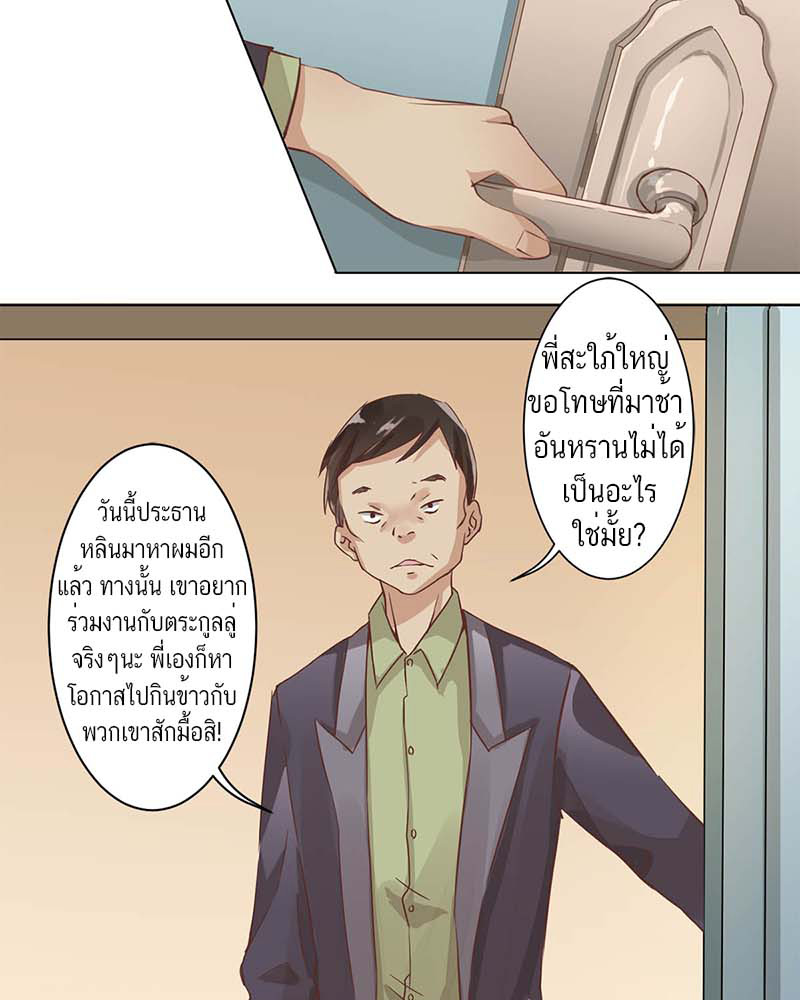 พี่สะใภ้ใหญ่
ขอโทษที่มาช้า
อันหรานไม่ได้
เป็นอะไร
ใช่มั้ย?
วันนี้ประธาน
หลินมาหาผมอีก
แล้ว ทางนั้น เขาอยาก
ร่วมงานกับตระกูลลู่
จริงๆนะ พี่เองก็หา
โอกาสไปกินข้าวกับ
พวกเขาสักมื้อสิ!